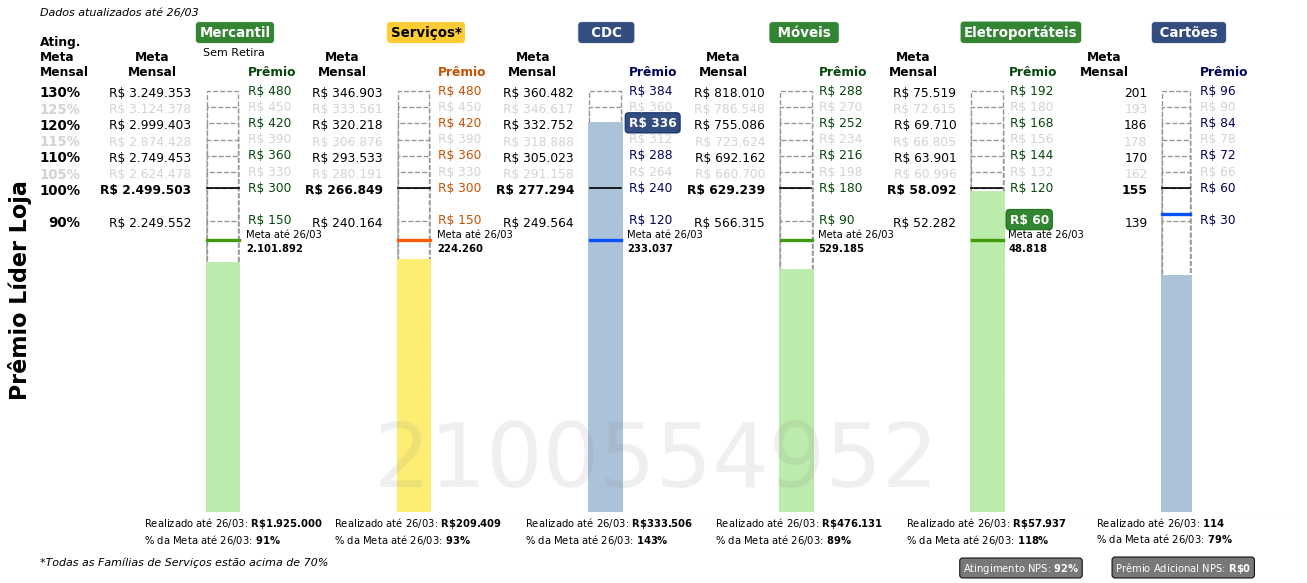 Dados atualizados até 26/03
Mercantil Serviços* CDC Móveis Eletroportáteis Cartões
Sem Retira
Ating. Meta Mensal Meta Mensal Prêmio Meta Mensal Prêmio Meta Mensal Prêmio Meta Mensal Prêmio Meta Mensal Prêmio Meta Mensal Prêmio
130% R$ 3.249.353 R$ 480 R$ 346.903 R$ 480 R$ 360.482 R$ 384 R$ 818.010 R$ 288 R$ 75.519 R$ 192 201 R$ 96
125% R$ 3.124.378 R$ 450 R$ 333.561 R$ 450 R$ 346.617 R$ 360 R$ 786.548 R$ 270 R$ 72.615 R$ 180 193 R$ 90
120% R$ 2.999.403 R$ 420 R$ 320.218 R$ 420 R$ 332.752 R$ 336 R$ 755.086 R$ 252 R$ 69.710 R$ 168 186 R$ 84
115% R$ 2.874.428 R$ 390 R$ 306.876 R$ 390 R$ 318.888 R$ 312 R$ 723.624 R$ 234 R$ 66.805 R$ 156 178 R$ 78
110% R$ 2.749.453 R$ 360 R$ 293.533 R$ 360 R$ 305.023 R$ 288 R$ 692.162 R$ 216 R$ 63.901 R$ 144 170 R$ 72
105% R$ 2.624.478 R$ 330 R$ 280.191 R$ 330 R$ 291.158 R$ 264 R$ 660.700 R$ 198 R$ 60.996 R$ 132 162 R$ 66
100% R$ 2.499.503 R$ 300 R$ 266.849 R$ 300 R$ 277.294 R$ 240 R$ 629.239 R$ 180 R$ 58.092 R$ 120 155 R$ 60
90% R$ 2.249.552 R$ 150 R$ 240.164 R$ 150 R$ 249.564 R$ 120 R$ 566.315 R$ 90 R$ 52.282 R$ 60 139 R$ 30
Meta até 26/03 Meta até 26/03 Meta até 26/03 Meta até 26/03 Meta até 26/03
2.101.892 224.260 233.037 529.185 48.818
Prêmio Líder Loja
2100554952
Realizado até 26/03: R$1.925.000 Realizado até 26/03: R$209.409 Realizado até 26/03: R$333.506 Realizado até 26/03: R$476.131 Realizado até 26/03: R$57.937 Realizado até 26/03: 114
% da Meta até 26/03: 91% % da Meta até 26/03: 93% % da Meta até 26/03: 143% % da Meta até 26/03: 89% % da Meta até 26/03: 118% % da Meta até 26/03: 79%
*Todas as Famílias de Serviços estão acima de 70% Atingimento NPS: 92% Prêmio Adicional NPS: R$0